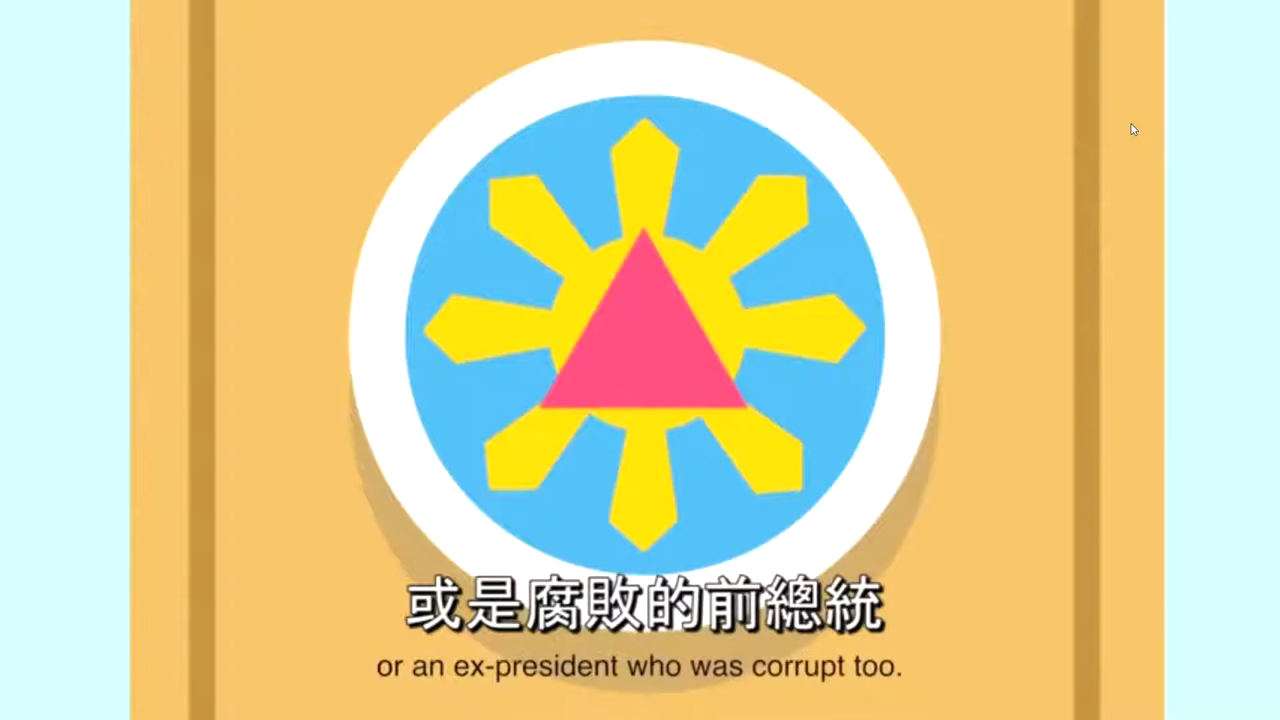 或是腐敗的前總統
or an ex-president who was corrupt too.